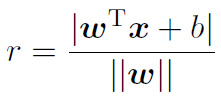 r = |w^T x + b| / ||w||